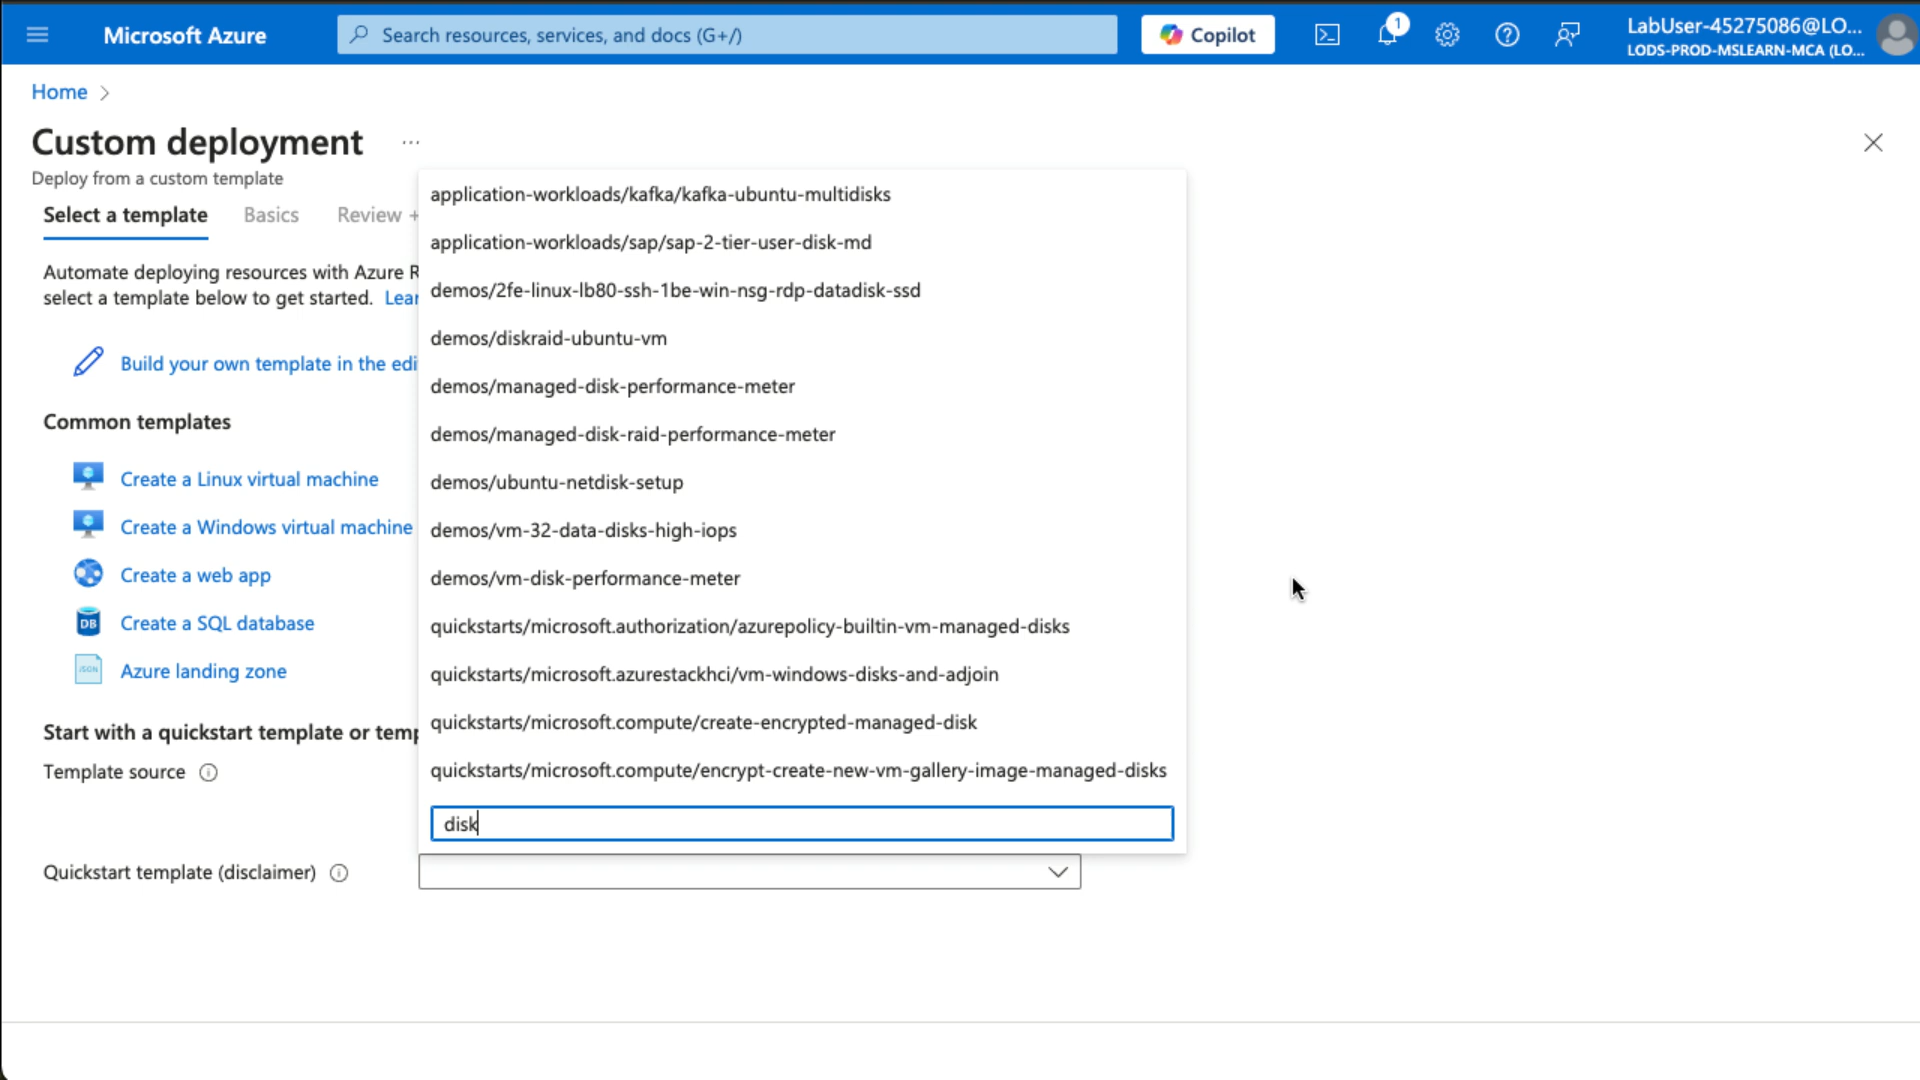 Microsoft Azure
Search resources, services, and docs (G+/)
Copilot
1
LabUser-45275086@LO...
LODS-PROD-MSLEARN-MCA (LO...
Home
Custom deployment
...
Deploy from a custom template
Select a template
Basics
Review +
Automate deploying resources with Azure R
select a template below to get started. Lear
Build your own template in the edi
Common templates
Create a Linux virtual machine
Create a Windows virtual machine
Create a web app
DB
Create a SQL database
JSON
Azure landing zone
Start with a quickstart template or temp
Template source
application-workloads/kafka/kafka-ubuntu-multidisks
application-workloads/sap/sap-2-tier-user-disk-md
demos/2fe-linux-lb80-ssh-1be-win-nsg-rdp-datadisk-ssd
demos/diskraid-ubuntu-vm
demos/managed-disk-performance-meter
demos/managed-disk-raid-performance-meter
demos/ubuntu-netdisk-setup
demos/vm-32-data-disks-high-iops
demos/vm-disk-performance-meter
quickstarts/microsoft.authorization/azurepolicy-builtin-vm-managed-disks
quickstarts/microsoft.azurestackhci/vm-windows-disks-and-adjoin
quickstarts/microsoft.compute/create-encrypted-managed-disk
quickstarts/microsoft.compute/encrypt-create-new-vm-gallery-image-managed-disks
disk
Quickstart template (disclaimer)